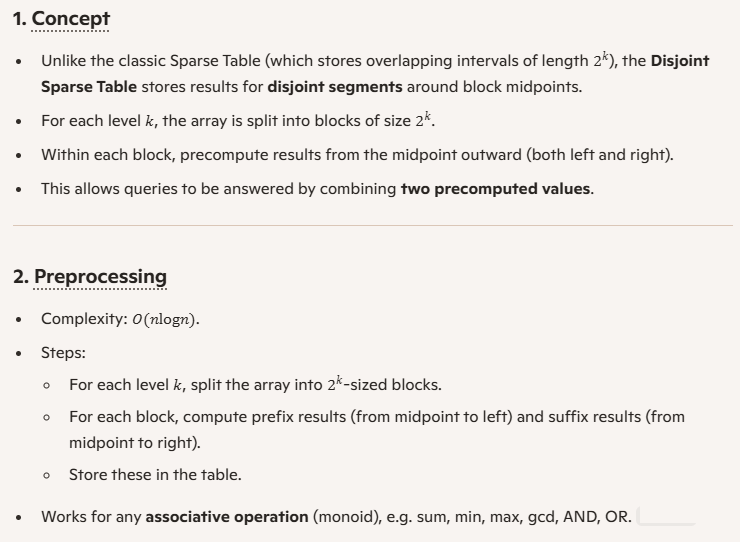 1. Concept
• Unlike the classic Sparse Table (which stores overlapping intervals of length 2^k), the Disjoint
Sparse Table stores results for disjoint segments around block midpoints.
• For each level k, the array is split into blocks of size 2^k.
• Within each block, precompute results from the midpoint outward (both left and right).
• This allows queries to be answered by combining two precomputed values.
2. Preprocessing
• Complexity: O(nlogn).
• Steps:
◦ For each level k, split the array into 2^k-sized blocks.
◦ For each block, compute prefix results (from midpoint to left) and suffix results (from
midpoint to right).
◦ Store these in the table.
• Works for any associative operation (monoid), e.g. sum, min, max, gcd, AND, OR.